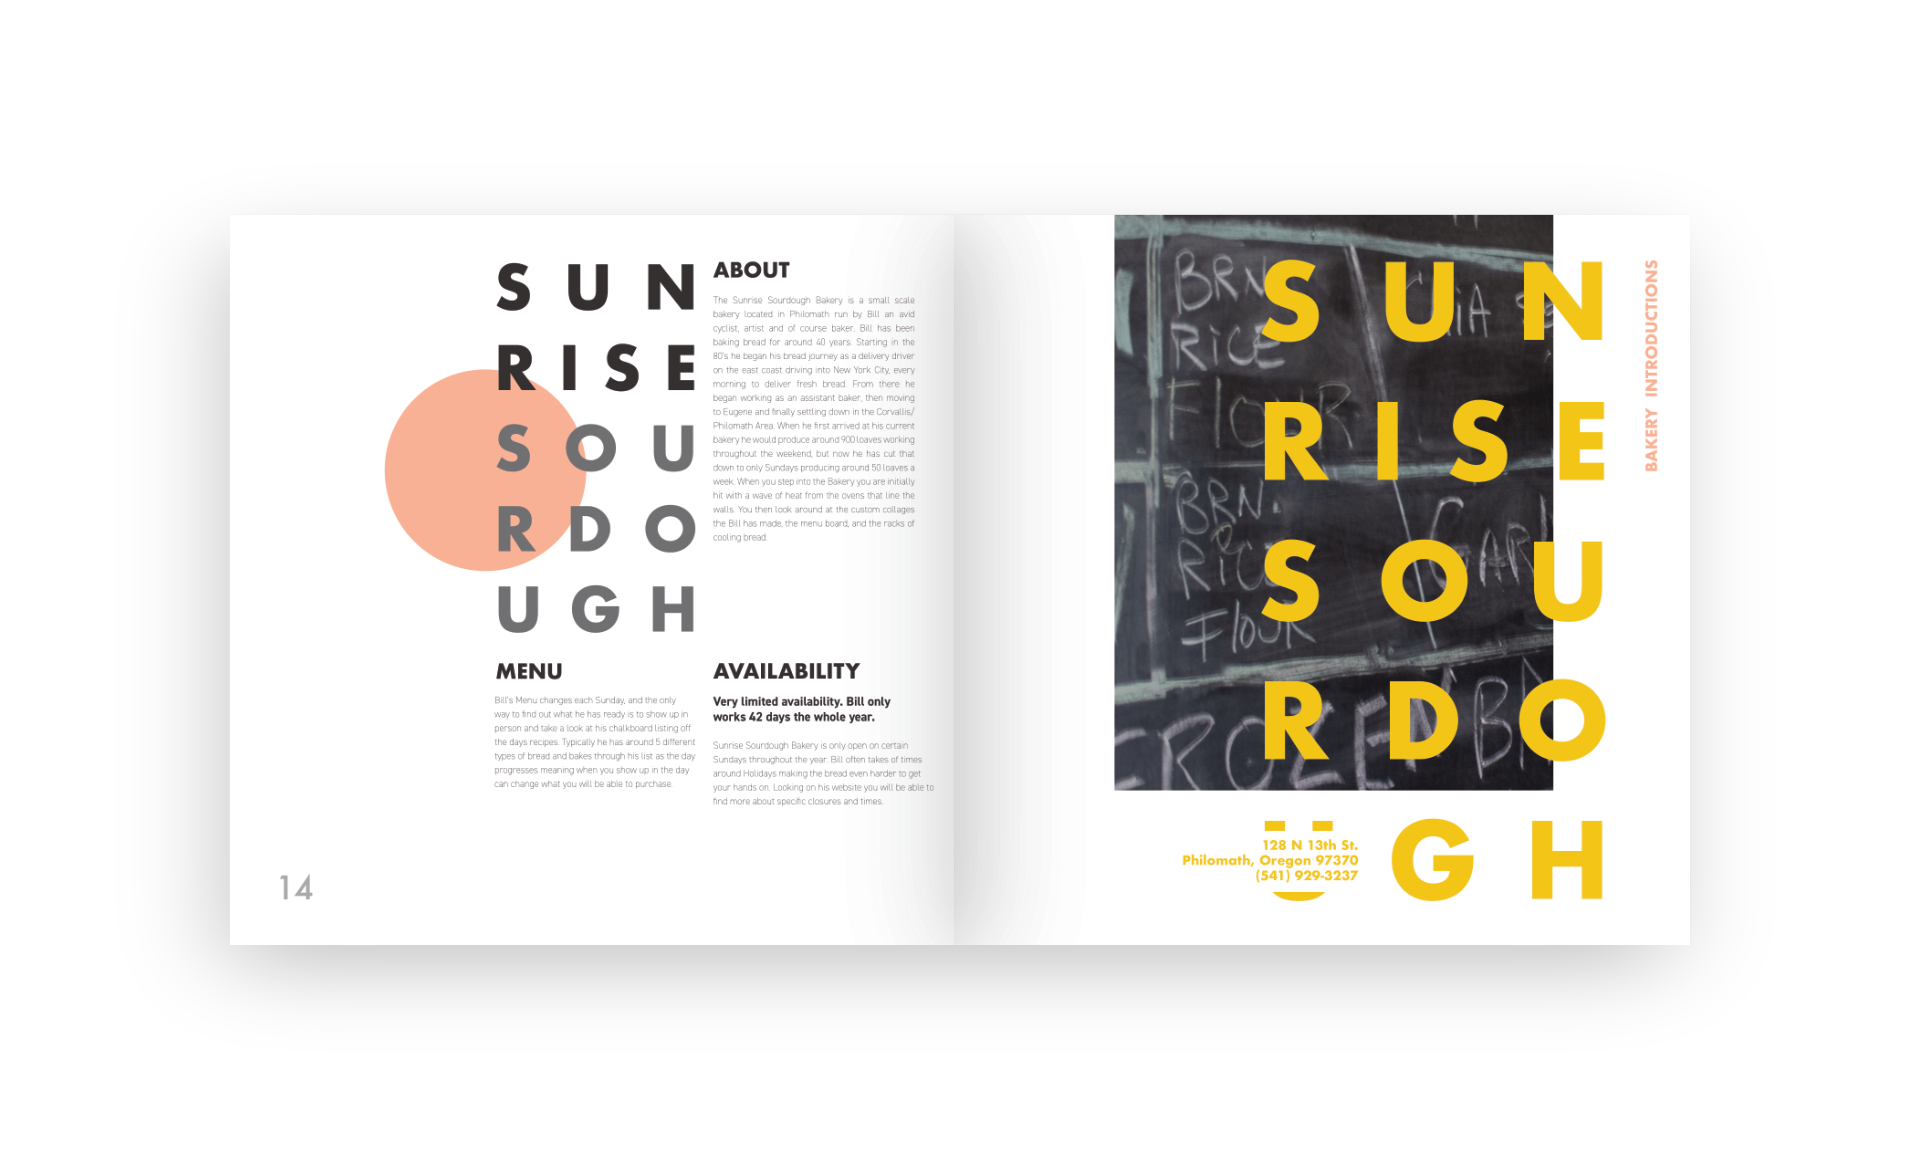 SUN
RISE
SOU
RDO
UGH
ABOUT
The Sunrise Sourdough Bakery is a small scale
bakery located in Philomath run by Bill an avid
cyclist, artist and of course baker. Bill has been
baking bread for around 40 years. Starting in the
80's he began his bread journey as a delivery driver
on the east coast driving into New York City, every
morning to deliver fresh bread. From there he
began working as an assistant baker, then moving
to Eugene and finally settling down in the Corvallis/
Philomath Area. When he first arrived at his current
bakery he would produce around 900 loaves working
throughout the weekend, but now he has cut that
down to only Sundays producing around 50 loaves a
week. When you step into the Bakery you are initially
hit with a wave of heat from the ovens that line the
walls. You then look around at the custom collages
the Bill has made, the menu board, and the racks of
cooling bread.
MENU
Bill's Menu changes each Sunday, and the only
way to find out what he has ready is to show up in
person and take a look at his chalkboard listing off
the days recipes. Typically he has around 5 different
types of bread and bakes through his list as the day
progresses meaning when you show up in the day
can change what you will be able to purchase.
AVAILABILITY
Very limited availability. Bill only
works 42 days the whole year.
Sunrise Sourdough Bakery is only open on certain
Sundays throughout the year. Bill often takes of times
around Holidays making the bread even harder to get
your hands on. Looking on his website you will be able to
find more about specific closures and times.
14
BRN
RiCE
FLOUR
BRN.
RiCE
Flour
FROZEN
SUN
RISE
SOU
RDO
UGH
128 N 13th St.
Philomath, Oregon 97370
(541) 929-3237
BAKERY INTRODUCTIONS